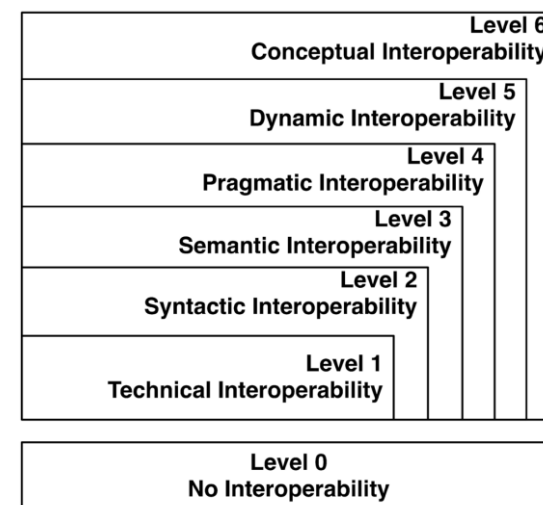 Level 6
Conceptual Interoperability
Level 5
Dynamic Interoperability
Level 4
Pragmatic Interoperability
Level 3
Semantic Interoperability
Level 2
Syntactic Interoperability
Level 1
Technical Interoperability
Level 0
No Interoperability